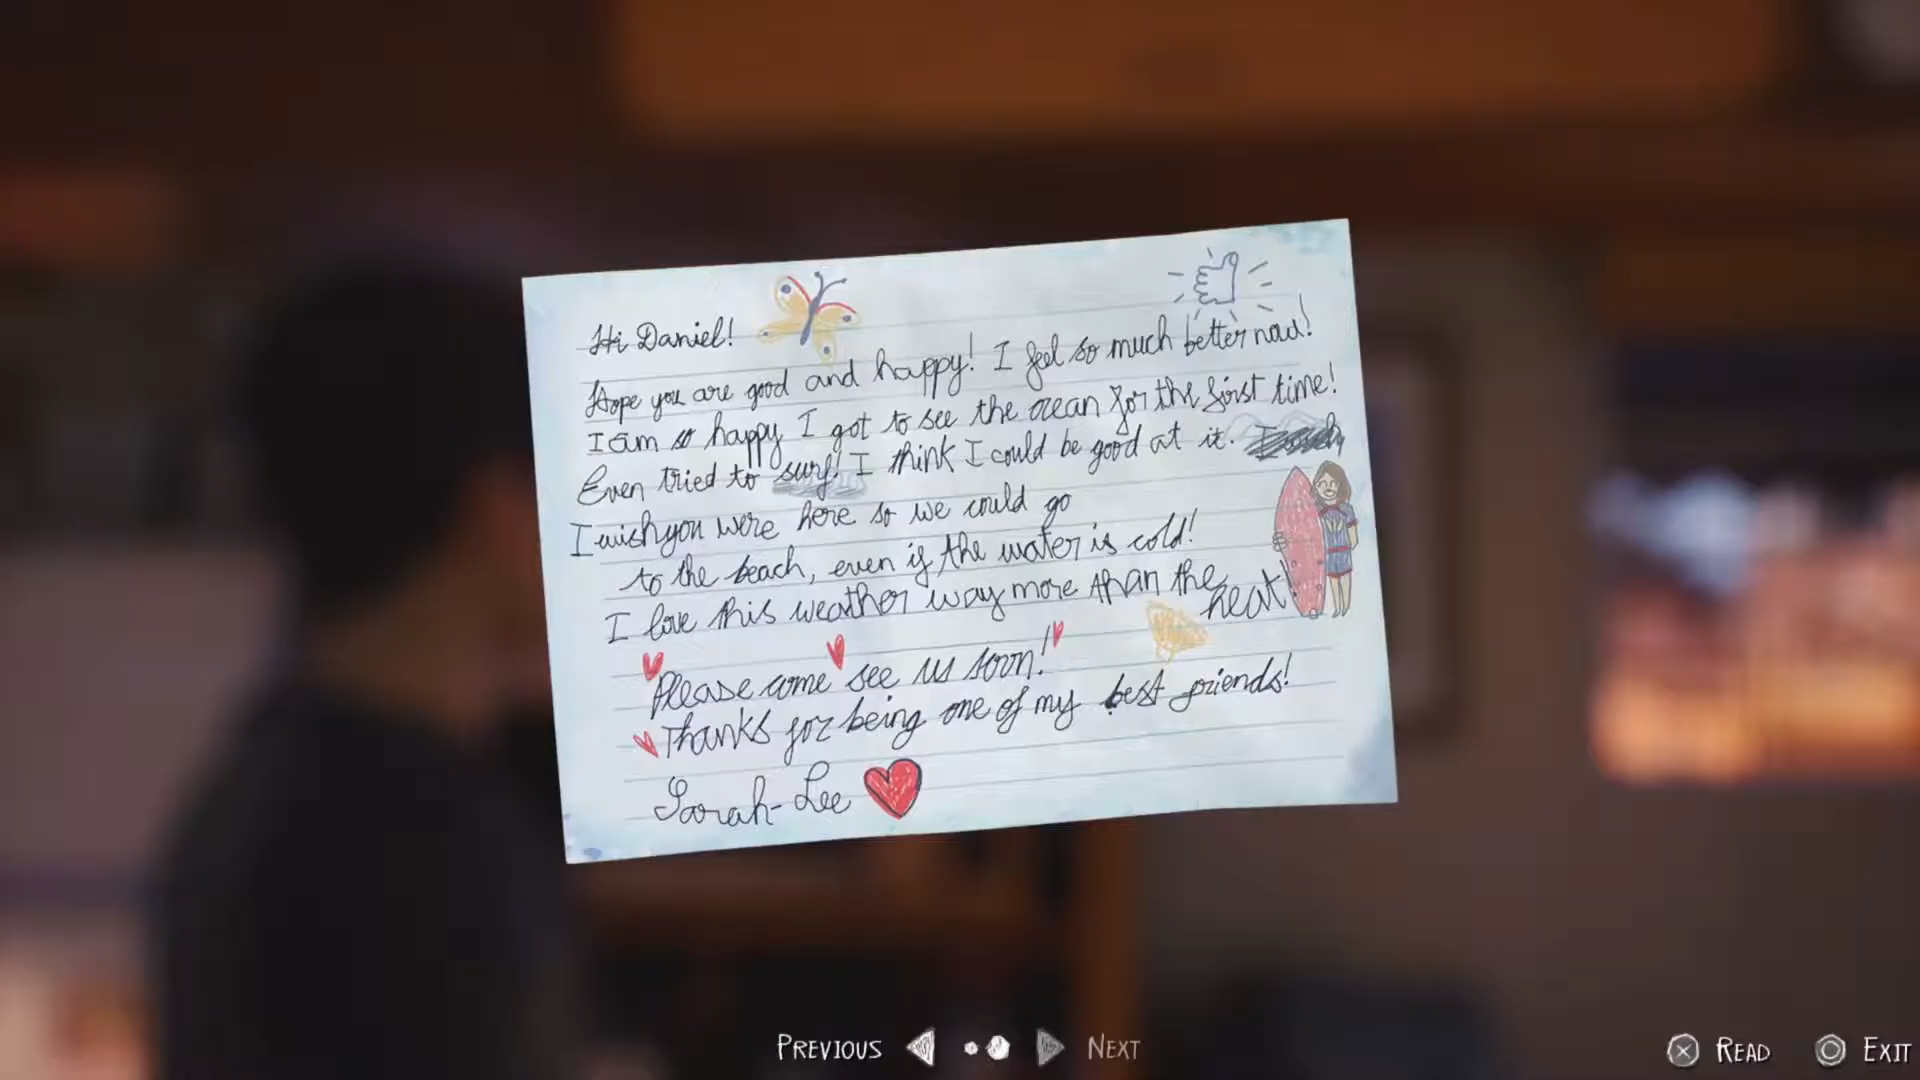 Hi Daniel!
Hope you are good and happy! I feel so much better now!
I am so happy I got to see the ocean for the first time!
Even tried to surf! I think I could be good at it.
I wish you were here so we could go
to the beach, even if the water is cold!
I love this weather way more than the heat!
Please come see us soon!
Thanks for being one of my best friends!
Sarah-Lee
PREVIOUS NEXT
READ EXIT